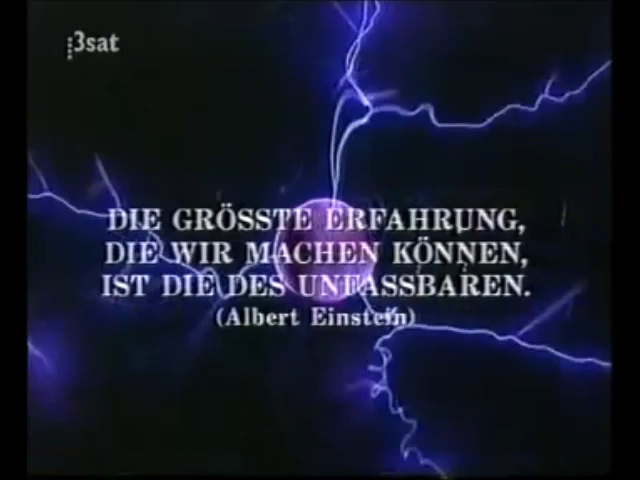 3sat
DIE GRÖSSTE ERFAHRUNG,
DIE WIR MACHEN KÖNNEN,
IST DIE DES UNFASSBAREN.
(Albert Einstein)